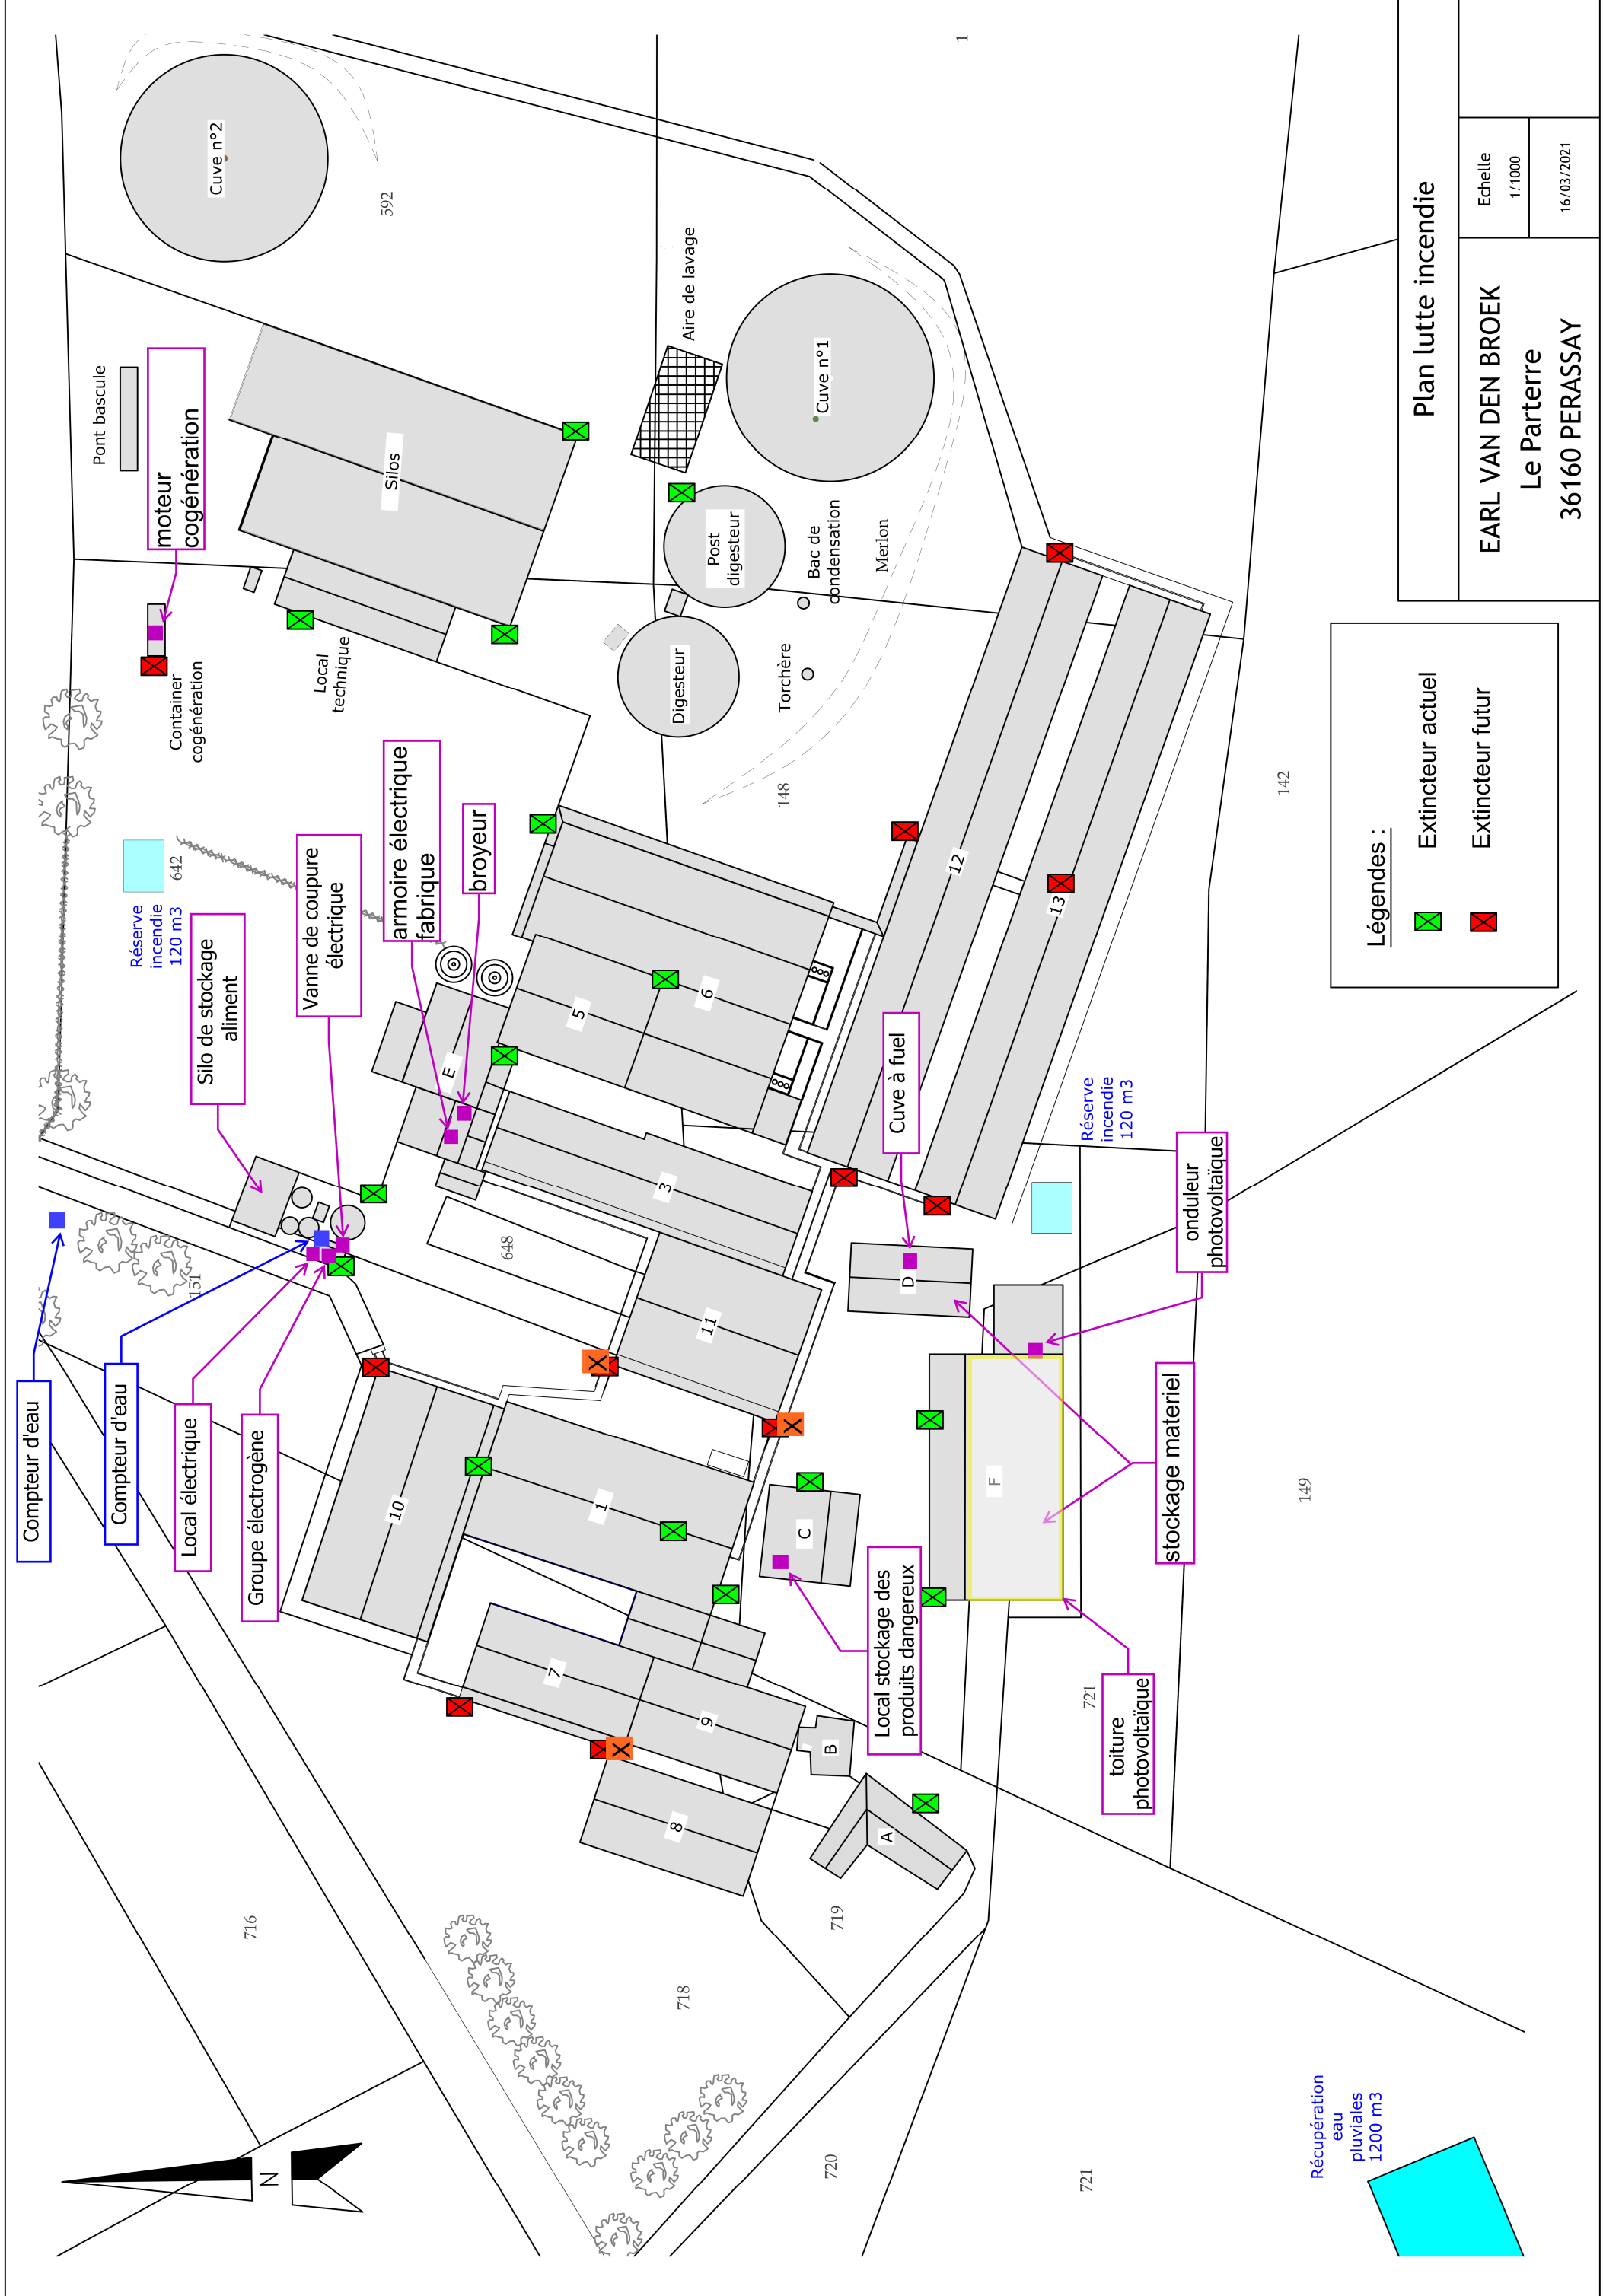 Cuve n°2
592
Pont bascule
moteur
cogénération
Silos
Aire de lavage
Cuve n°1
1
Container
cogénération
Local
technique
Post
digesteur
Bac de
condensation
Merlon
Digesteur
Torchère
148
142
642
Réserve
incendie
120 m3
Silo de stockage
aliment
Vanne de coupure
électrique
armoire électrique
fabrique
broyeur
E
5
6
3
12
13
Cuve à fuel
D
Réserve
incendie
120 m3
onduleur
photovoltaïque
151
648
11
Compteur d'eau
Compteur d'eau
Local électrique
Groupe électrogène
10
1
C
F
stockage materiel
149
Local stockage des
produits dangereux
toiture
photovoltaïque
721
7
9
8
B
A
716
718
719
720
721
N
Récupération
eau
pluviales
1200 m3
Légendes :
Extincteur actuel
Extincteur futur
Plan lutte incendie
EARL VAN DEN BROEK
Le Parterre
36160 PERASSAY
Echelle
1/1000
16/03/2021
X
X
X